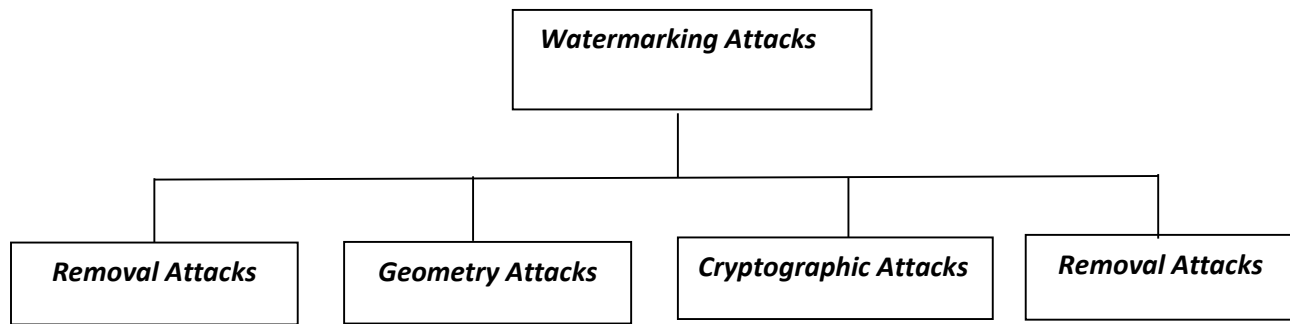 Watermarking Attacks
Removal Attacks
Geometry Attacks
Cryptographic Attacks
Removal Attacks